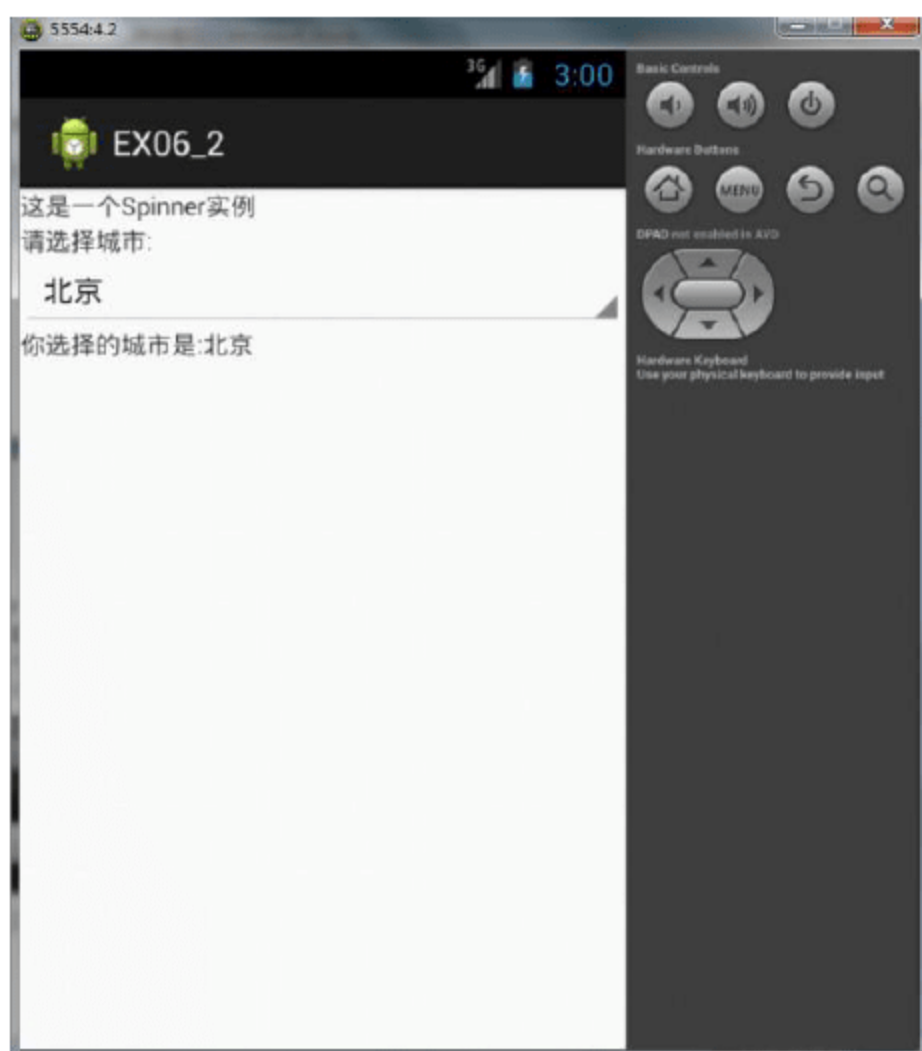 5554:4.2
3G 3:00
EX06_2
这是一个Spinner实例
请选择城市:
北京
你选择的城市是:北京
Basic Controls
Hardware Buttons
MENU
DPAD not enabled in AVD
Hardware Keyboard
Use your physical keyboard to provide input